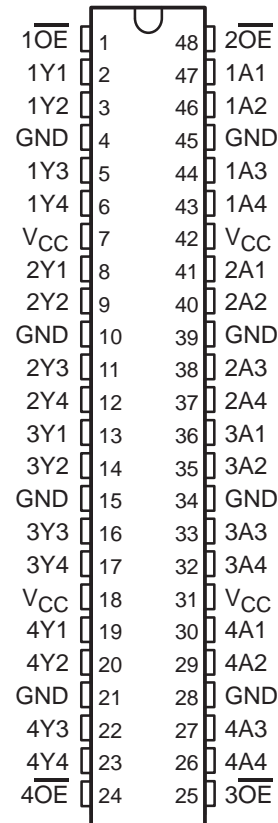 1O̅E̅ 1 48 2O̅E̅
1Y1 2 47 1A1
1Y2 3 46 1A2
GND 4 45 GND
1Y3 5 44 1A3
1Y4 6 43 1A4
VCC 7 42 VCC
2Y1 8 41 2A1
2Y2 9 40 2A2
GND 10 39 GND
2Y3 11 38 2A3
2Y4 12 37 2A4
3Y1 13 36 3A1
3Y2 14 35 3A2
GND 15 34 GND
3Y3 16 33 3A3
3Y4 17 32 3A4
VCC 18 31 VCC
4Y1 19 30 4A1
4Y2 20 29 4A2
GND 21 28 GND
4Y3 22 27 4A3
4Y4 23 26 4A4
4O̅E̅ 24 25 3O̅E̅